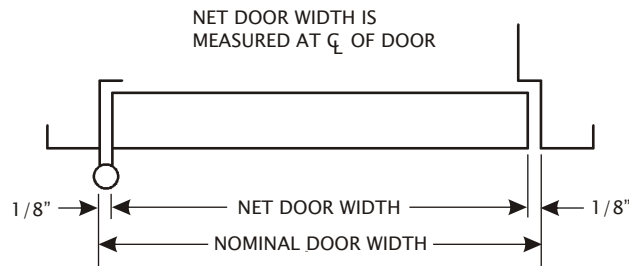 NET DOOR WIDTH IS
MEASURED AT ℄ OF DOOR
1/8” NET DOOR WIDTH 1/8”
NOMINAL DOOR WIDTH